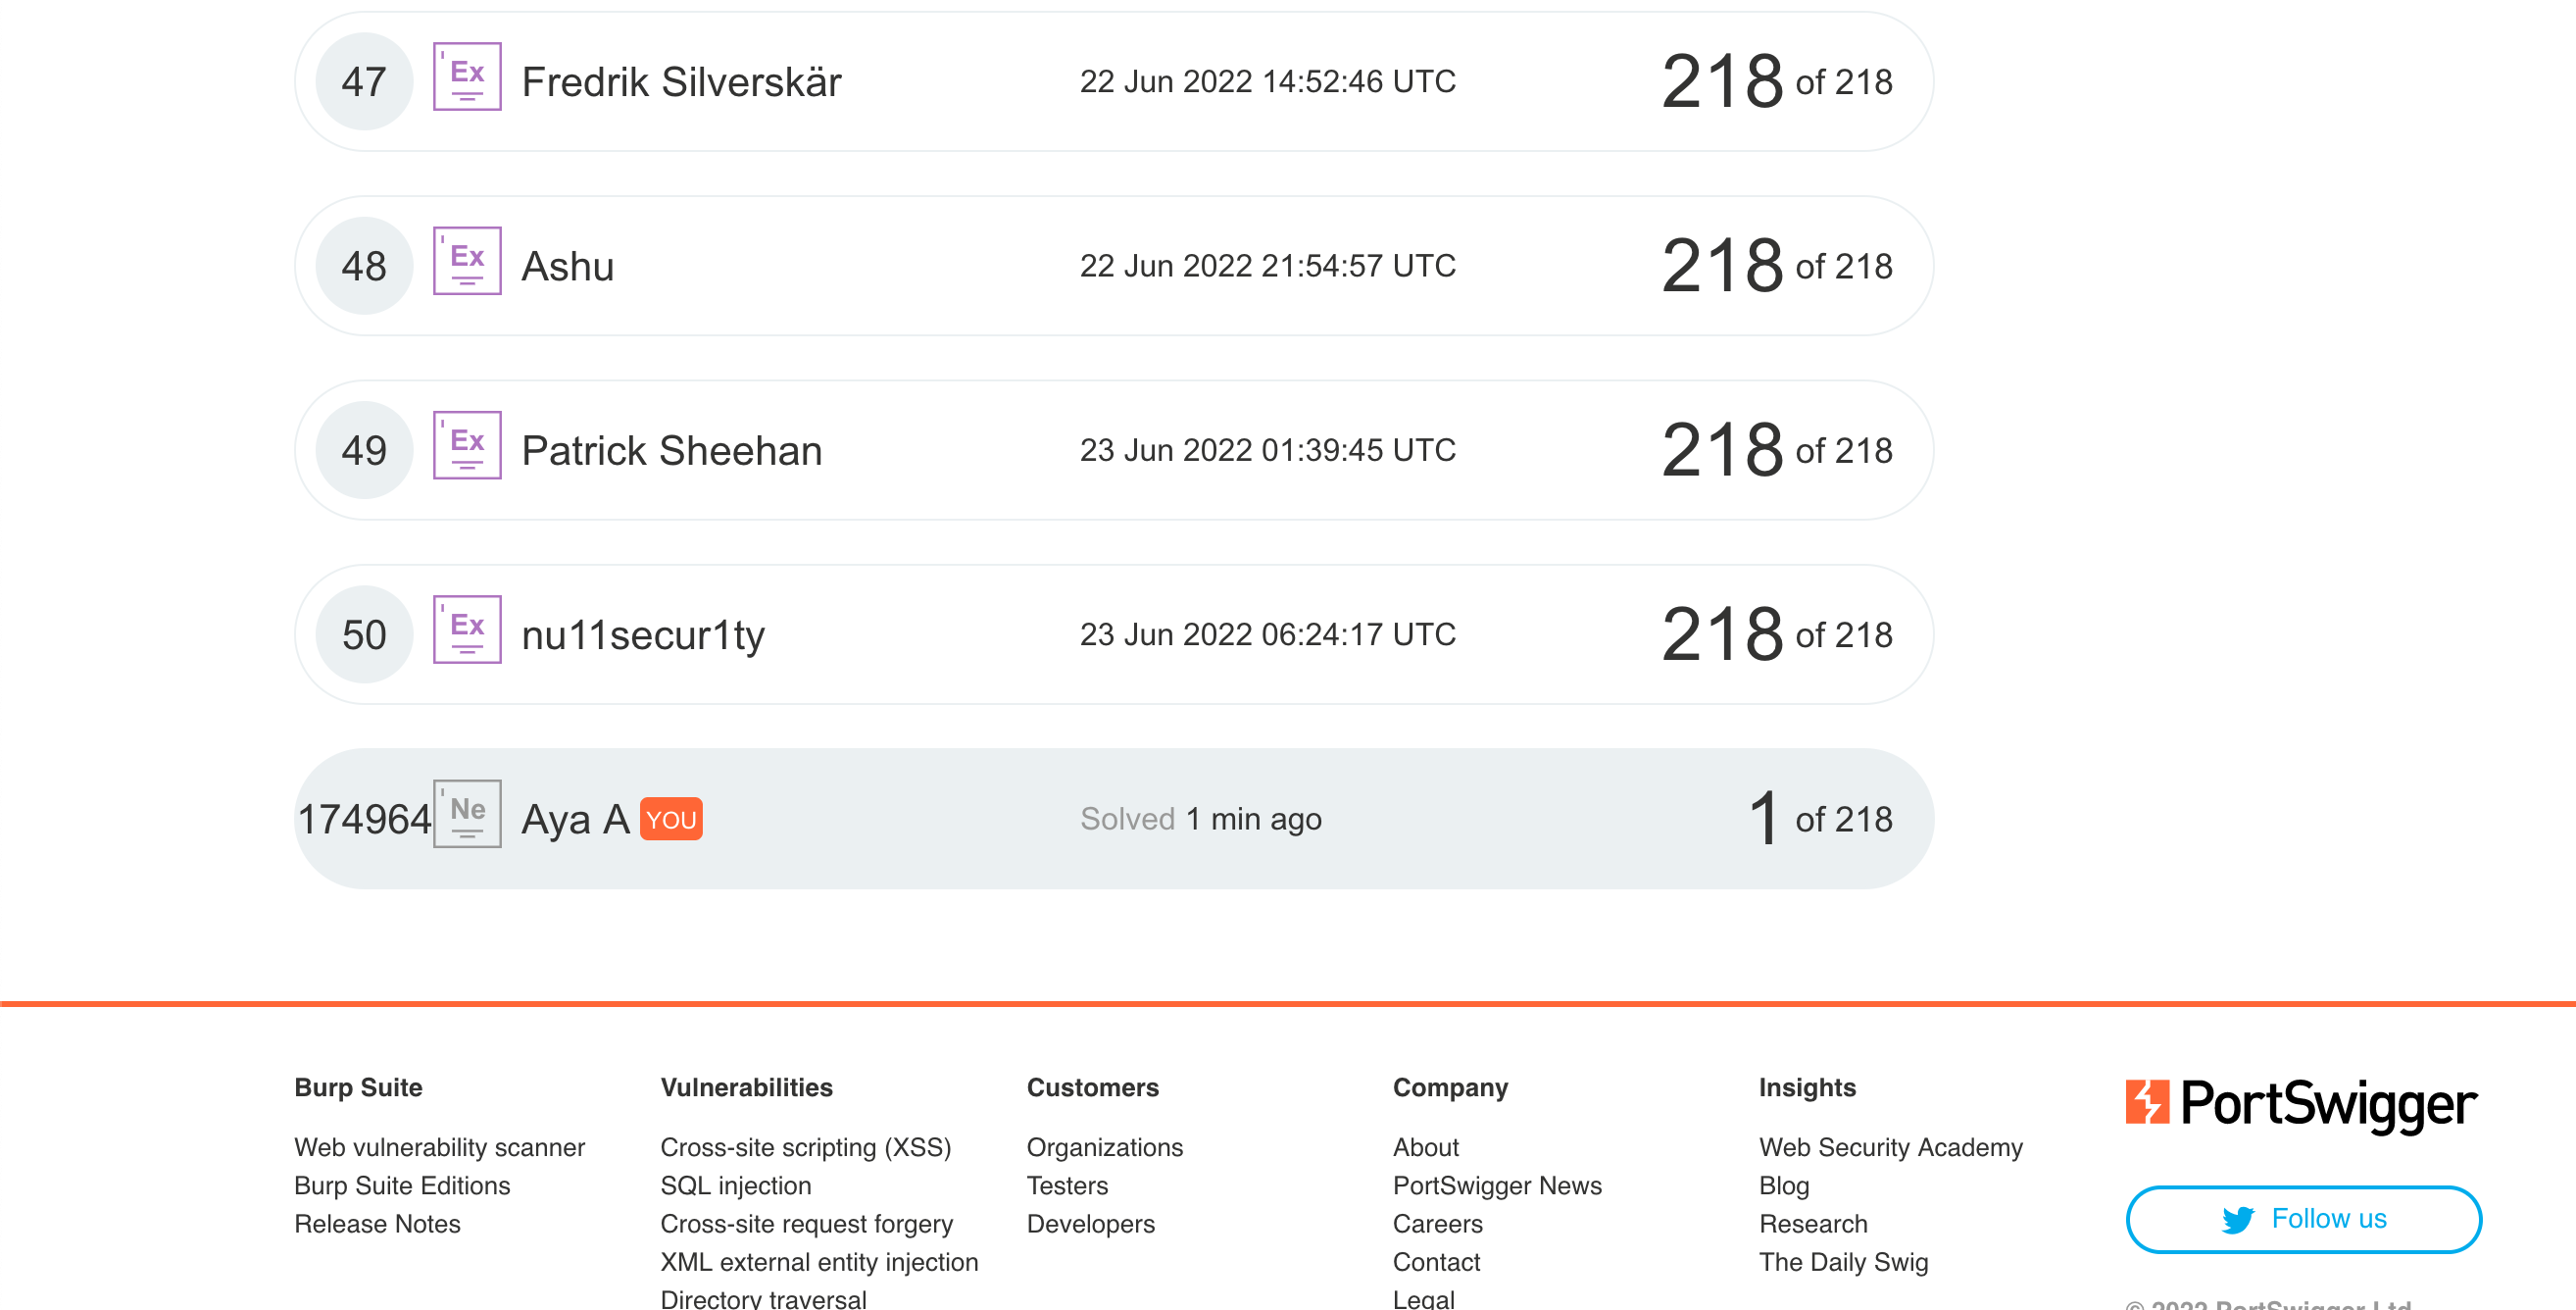 47 Ex Fredrik Silverskär 22 Jun 2022 14:52:46 UTC 218 of 218
48 Ex Ashu 22 Jun 2022 21:54:57 UTC 218 of 218
49 Ex Patrick Sheehan 23 Jun 2022 01:39:45 UTC 218 of 218
50 Ex nu11secur1ty 23 Jun 2022 06:24:17 UTC 218 of 218
174964 Ne Aya A YOU Solved 1 min ago 1 of 218
Burp Suite
Web vulnerability scanner
Burp Suite Editions
Release Notes
Vulnerabilities
Cross-site scripting (XSS)
SQL injection
Cross-site request forgery
XML external entity injection
Directory traversal
Customers
Organizations
Testers
Developers
Company
About
PortSwigger News
Careers
Contact
Legal
Insights
Web Security Academy
Blog
Research
The Daily Swig
PortSwigger
Follow us
© 2022 PortSwigger Ltd